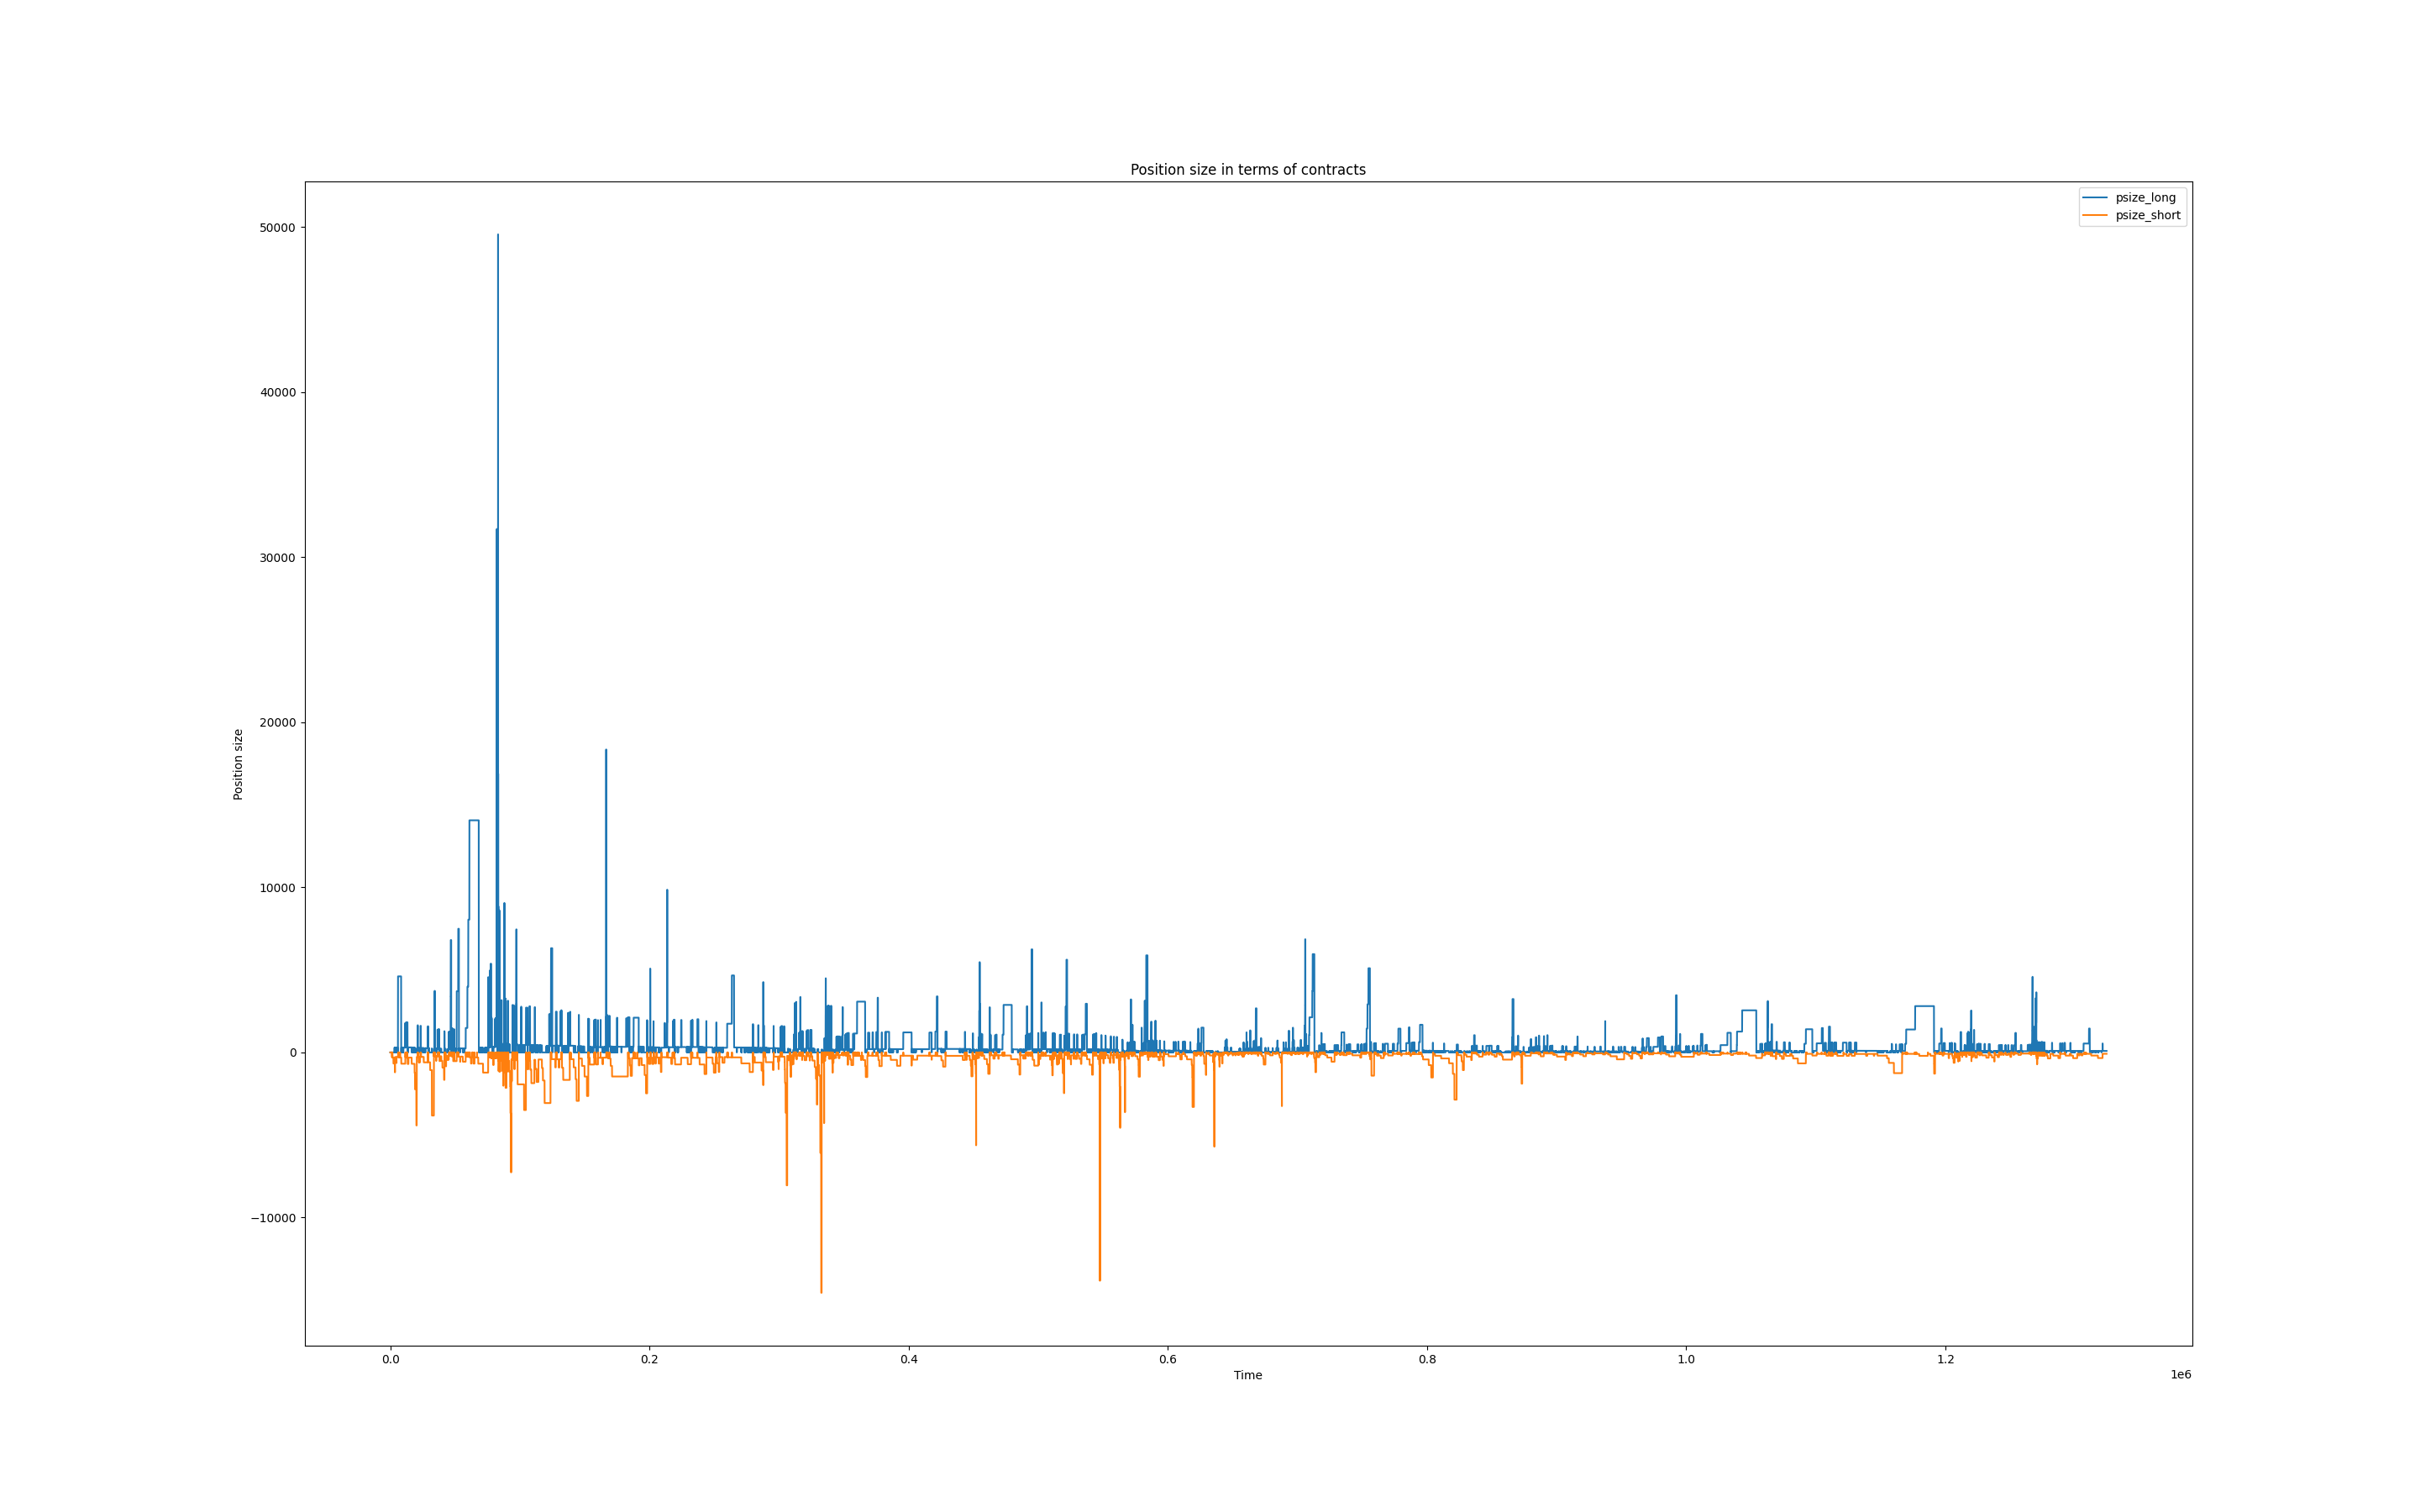 Position size in terms of contracts
psize_long
psize_short
50000
40000
30000
20000
10000
0
−10000
Position size
0.0 0.2 0.4 0.6 0.8 1.0 1.2
Time
1e6